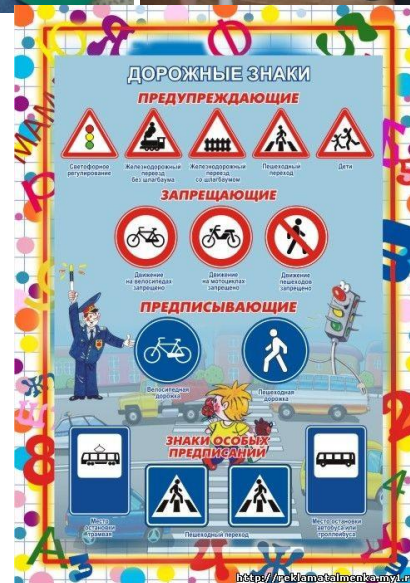 ДОРОЖНЫЕ ЗНАКИ
ПРЕДУПРЕЖДАЮЩИЕ
Светофорное регулирование
Железнодорожный переезд без шлагбаума
Железнодорожный переезд со шлагбаумом
Пешеходный переход
Дети
ЗАПРЕЩАЮЩИЕ
Движение на велосипедах запрещено
Движение на мотоциклах запрещено
Движение пешеходов запрещено
ПРЕДПИСЫВАЮЩИЕ
Велосипедная дорожка
Пешеходная дорожка
ЗНАКИ ОСОБЫХ
ПРЕДПИСАНИЙ
Место остановки трамвая
Пешеходный переход
Место остановки автобуса или троллейбуса
МАМА
http://reklamatalmenka.my1.